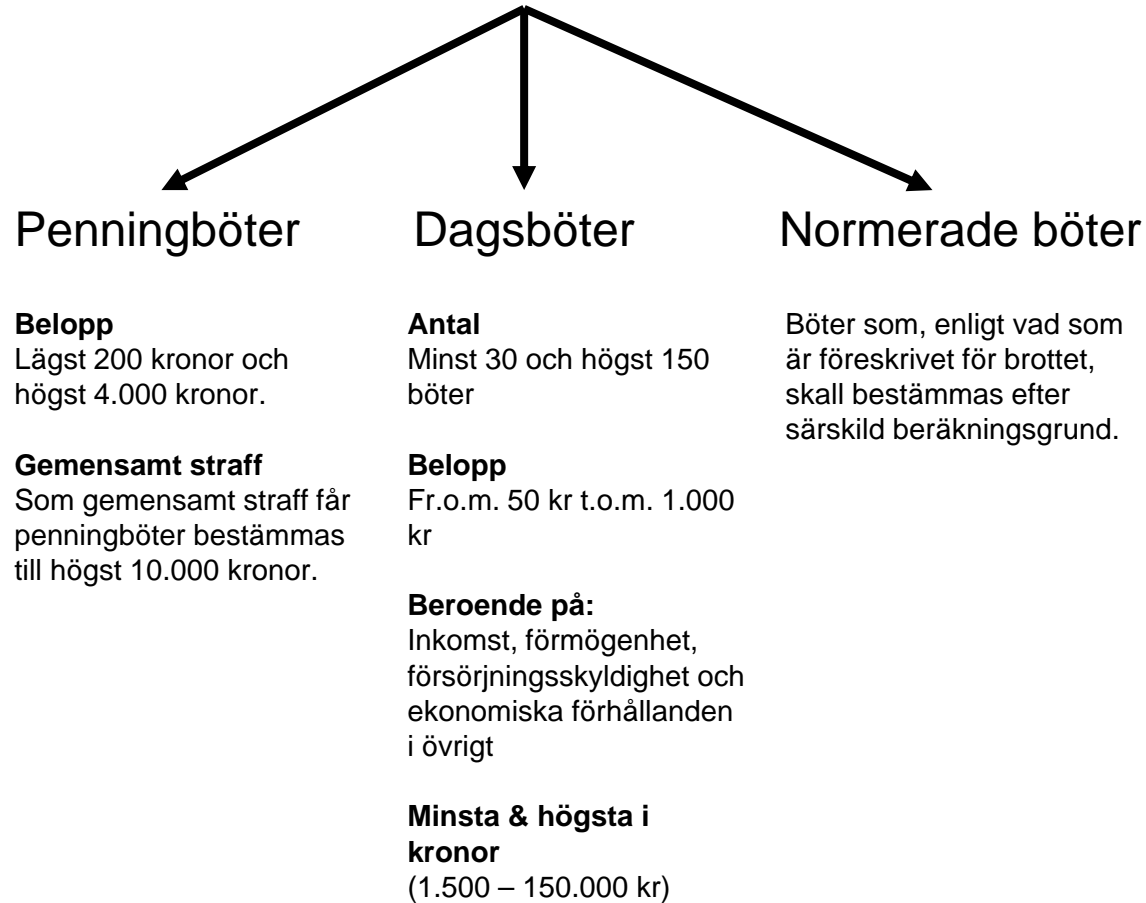 Penningböter
Belopp
Lägst 200 kronor och
högst 4.000 kronor.
Gemensamt straff
Som gemensamt straff får
penningböter bestämmas
till högst 10.000 kronor.
Dagsböter
Antal
Minst 30 och högst 150
böter
Belopp
Fr.o.m. 50 kr t.o.m. 1.000
kr
Beroende på:
Inkomst, förmögenhet,
försörjningsskyldighet och
ekonomiska förhållanden
i övrigt
Minsta & högsta i
kronor
(1.500 – 150.000 kr)
Normerade böter
Böter som, enligt vad som
är föreskrivet för brottet,
skall bestämmas efter
särskild beräkningsgrund.